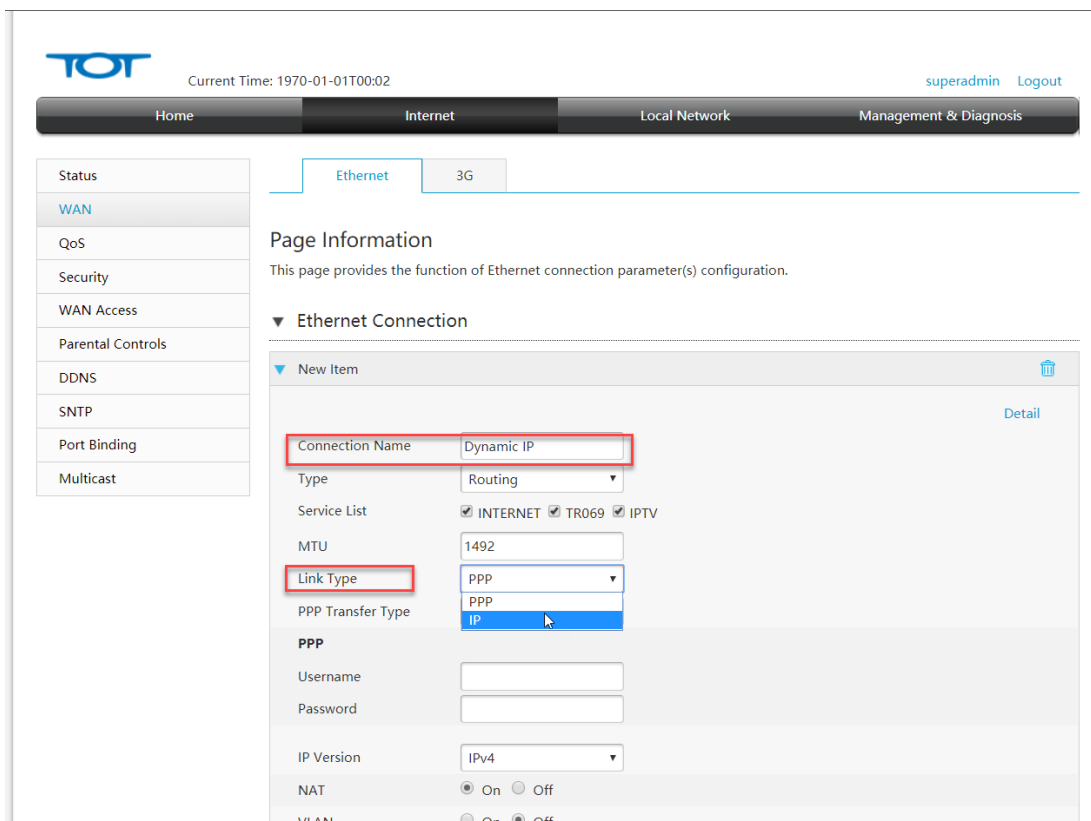 TOT
Current Time: 1970-01-01T00:02
superadmin Logout
Home Internet Local Network Management & Diagnosis
Status
WAN
QoS
Security
WAN Access
Parental Controls
DDNS
SNTP
Port Binding
Multicast
Ethernet 3G
Page Information
This page provides the function of Ethernet connection parameter(s) configuration.
Ethernet Connection
New Item
Detail
Connection Name Dynamic IP
Type Routing
Service List INTERNET TR069 IPTV
MTU 1492
Link Type PPP
PPP
IP
PPP Transfer Type
PPP
Username
Password
IP Version IPv4
NAT On Off
VLAN On Off